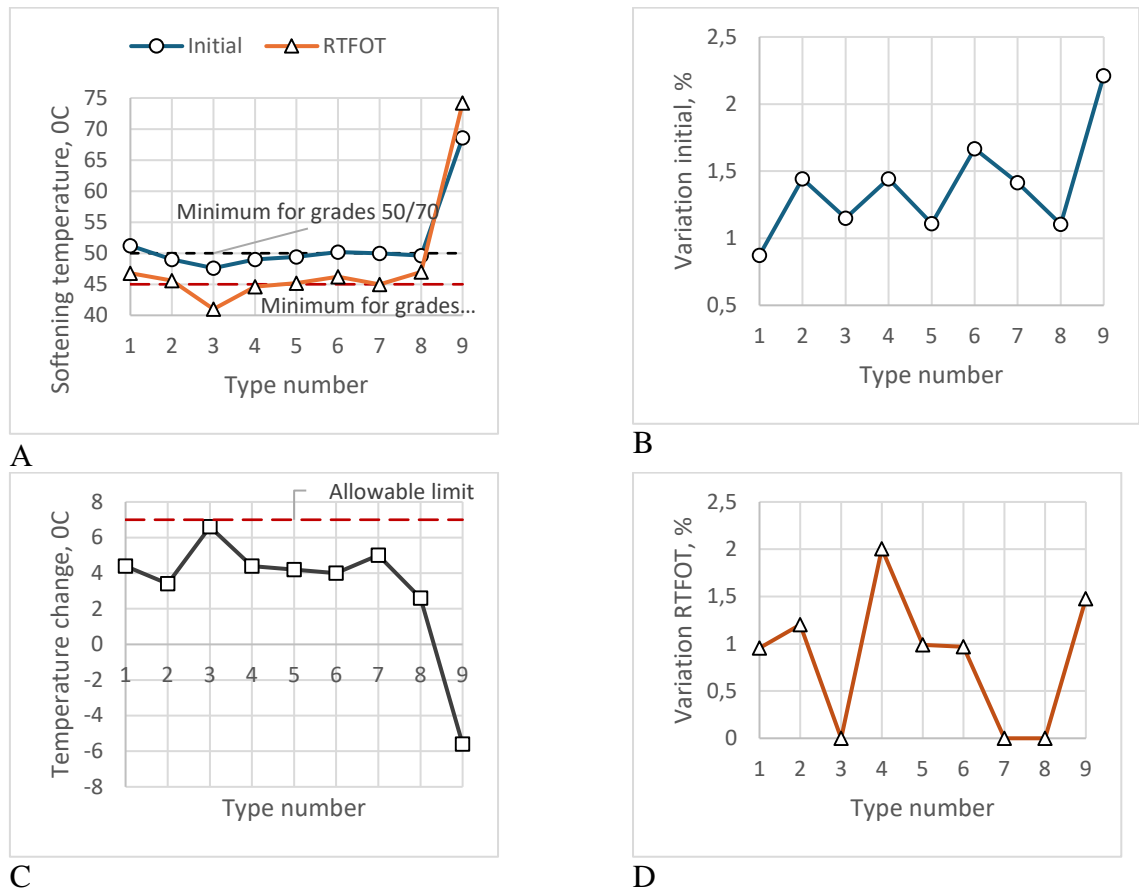 Initial RTFOT
Softening temperature, 0C
75
70
65
60
55
50
45
40
Minimum for grades 50/70
Minimum for grades...
1 2 3 4 5 6 7 8 9
Type number
A
Variation initial, %
2,5
2
1,5
1
0,5
1 2 3 4 5 6 7 8 9
Type number
B
Temperature change, 0C
8
6
4
2
0
-2
-4
-6
-8
Allowable limit
1 2 3 4 5 6 7 8 9
Type number
C
Variation RTFOT, %
2,5
2
1,5
1
0,5
0
1 2 3 4 5 6 7 8 9
Type number
D